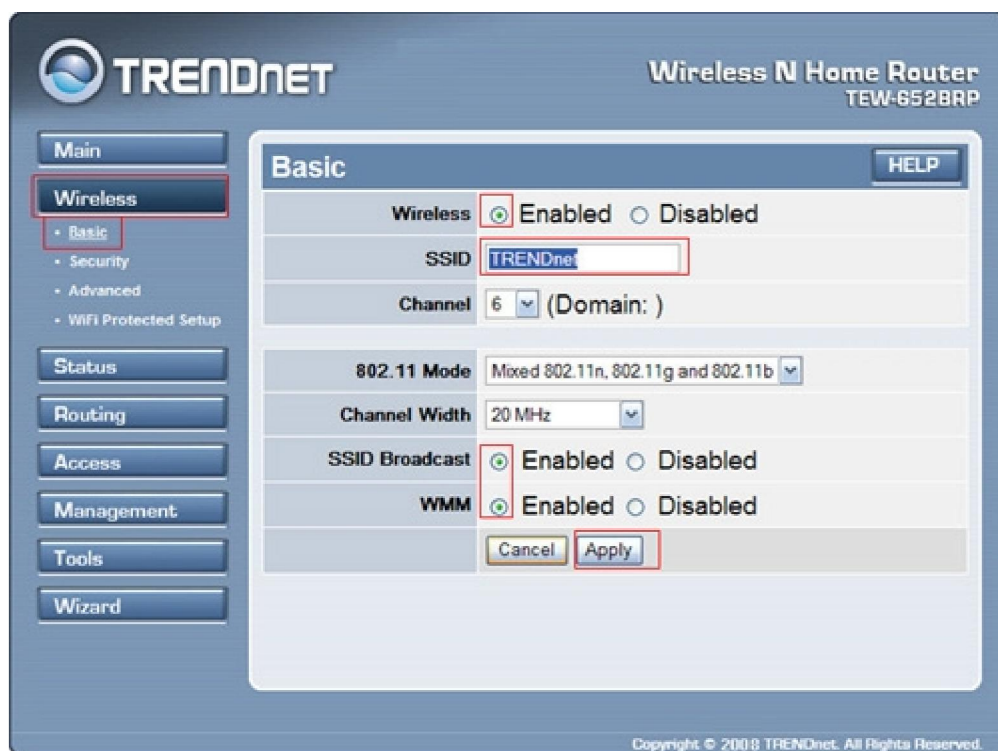 TRENDNET
Wireless N Home Router
TEW-652BRP
Main
Wireless
Basic
Security
Advanced
WiFi Protected Setup
Status
Routing
Access
Management
Tools
Wizard
Basic
HELP
Wireless Enabled Disabled
SSID TRENDnet
Channel 6 (Domain: )
802.11 Mode Mixed 802.11n, 802.11g and 802.11b
Channel Width 20 MHz
SSID Broadcast Enabled Disabled
WMM Enabled Disabled
Cancel Apply
Copyright © 2008 TRENDnet. All Rights Reserved.